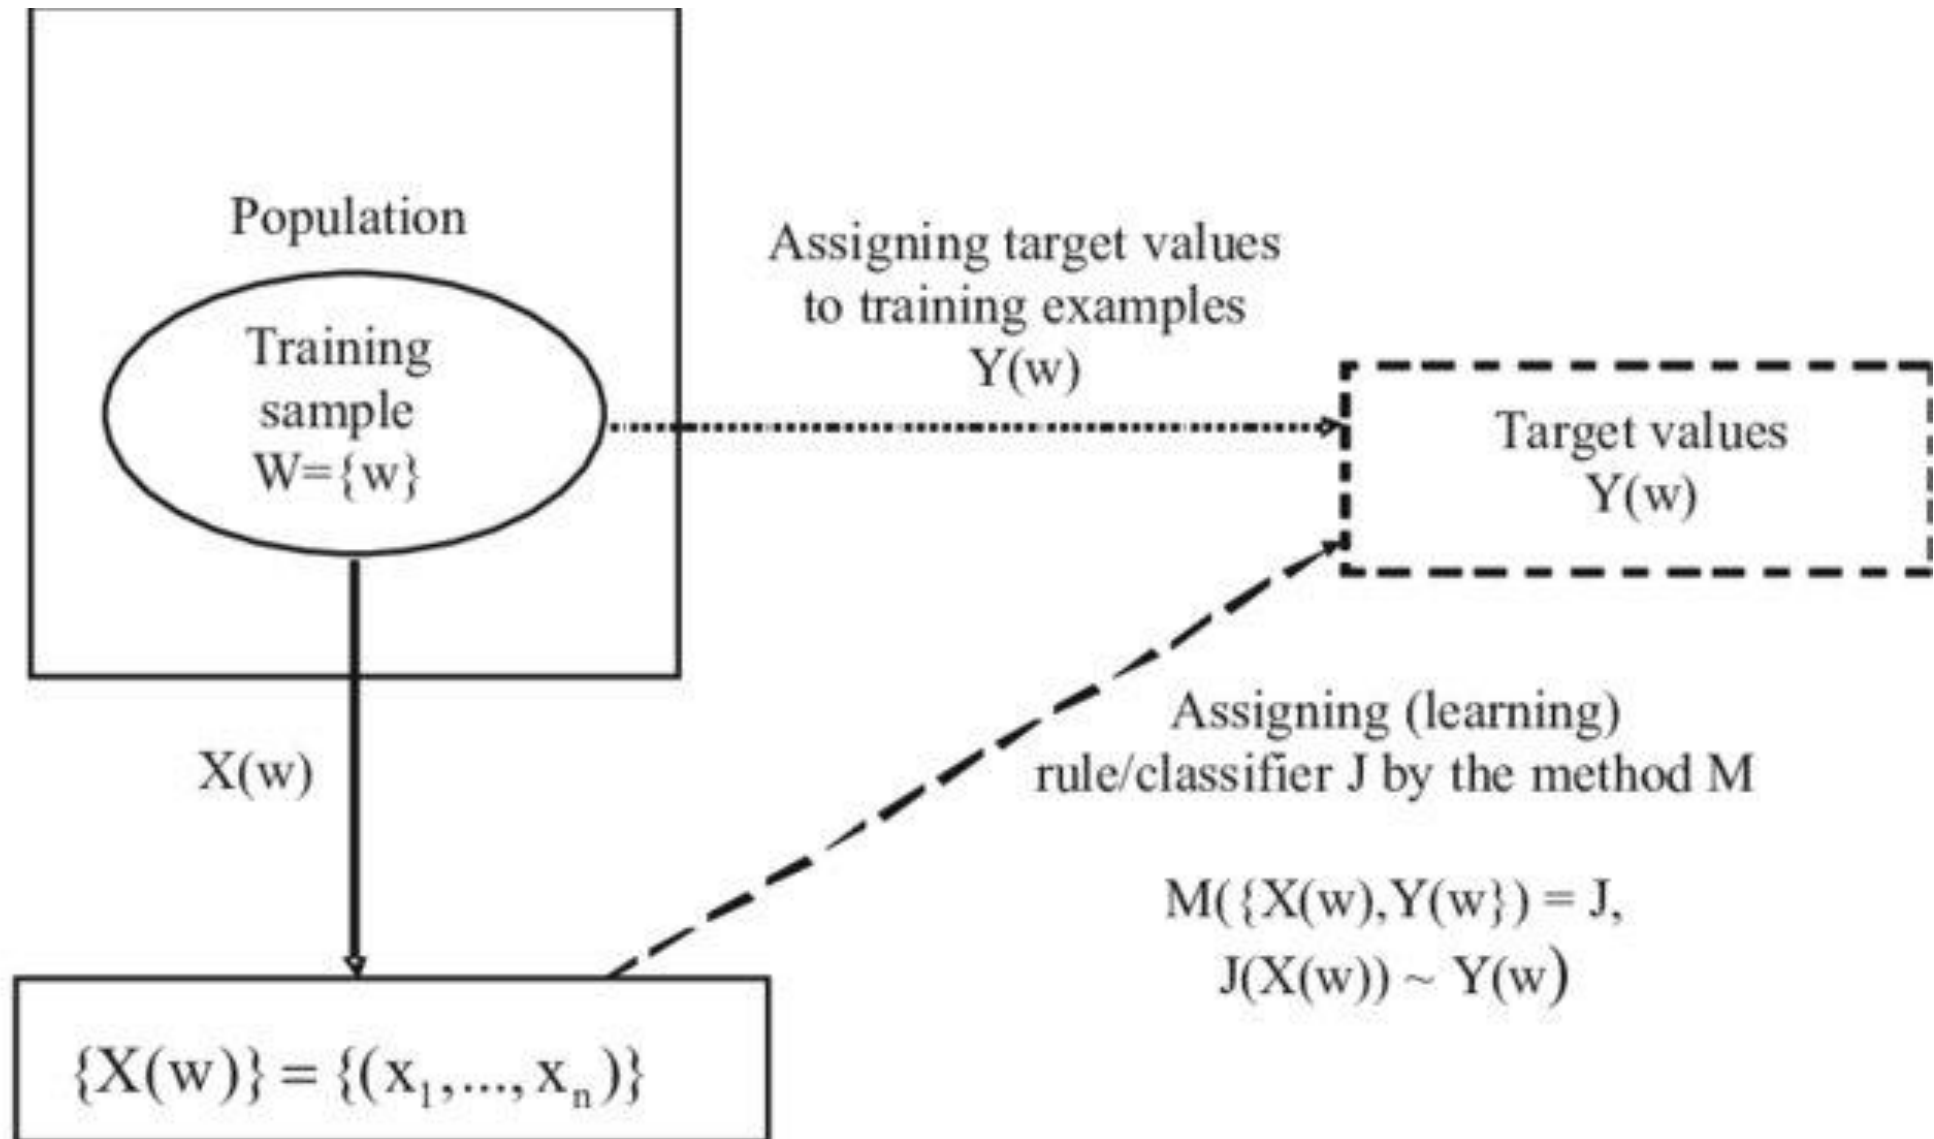 Population
Training
sample
W={w}
Assigning target values
to training examples
Y(w)
Target values
Y(w)
X(w)
Assigning (learning)
rule/classifier J by the method M
M({X(w),Y(w}) = J,
J(X(w)) ~ Y(w)
{X(w)} = {(x₁,..., xₙ)}